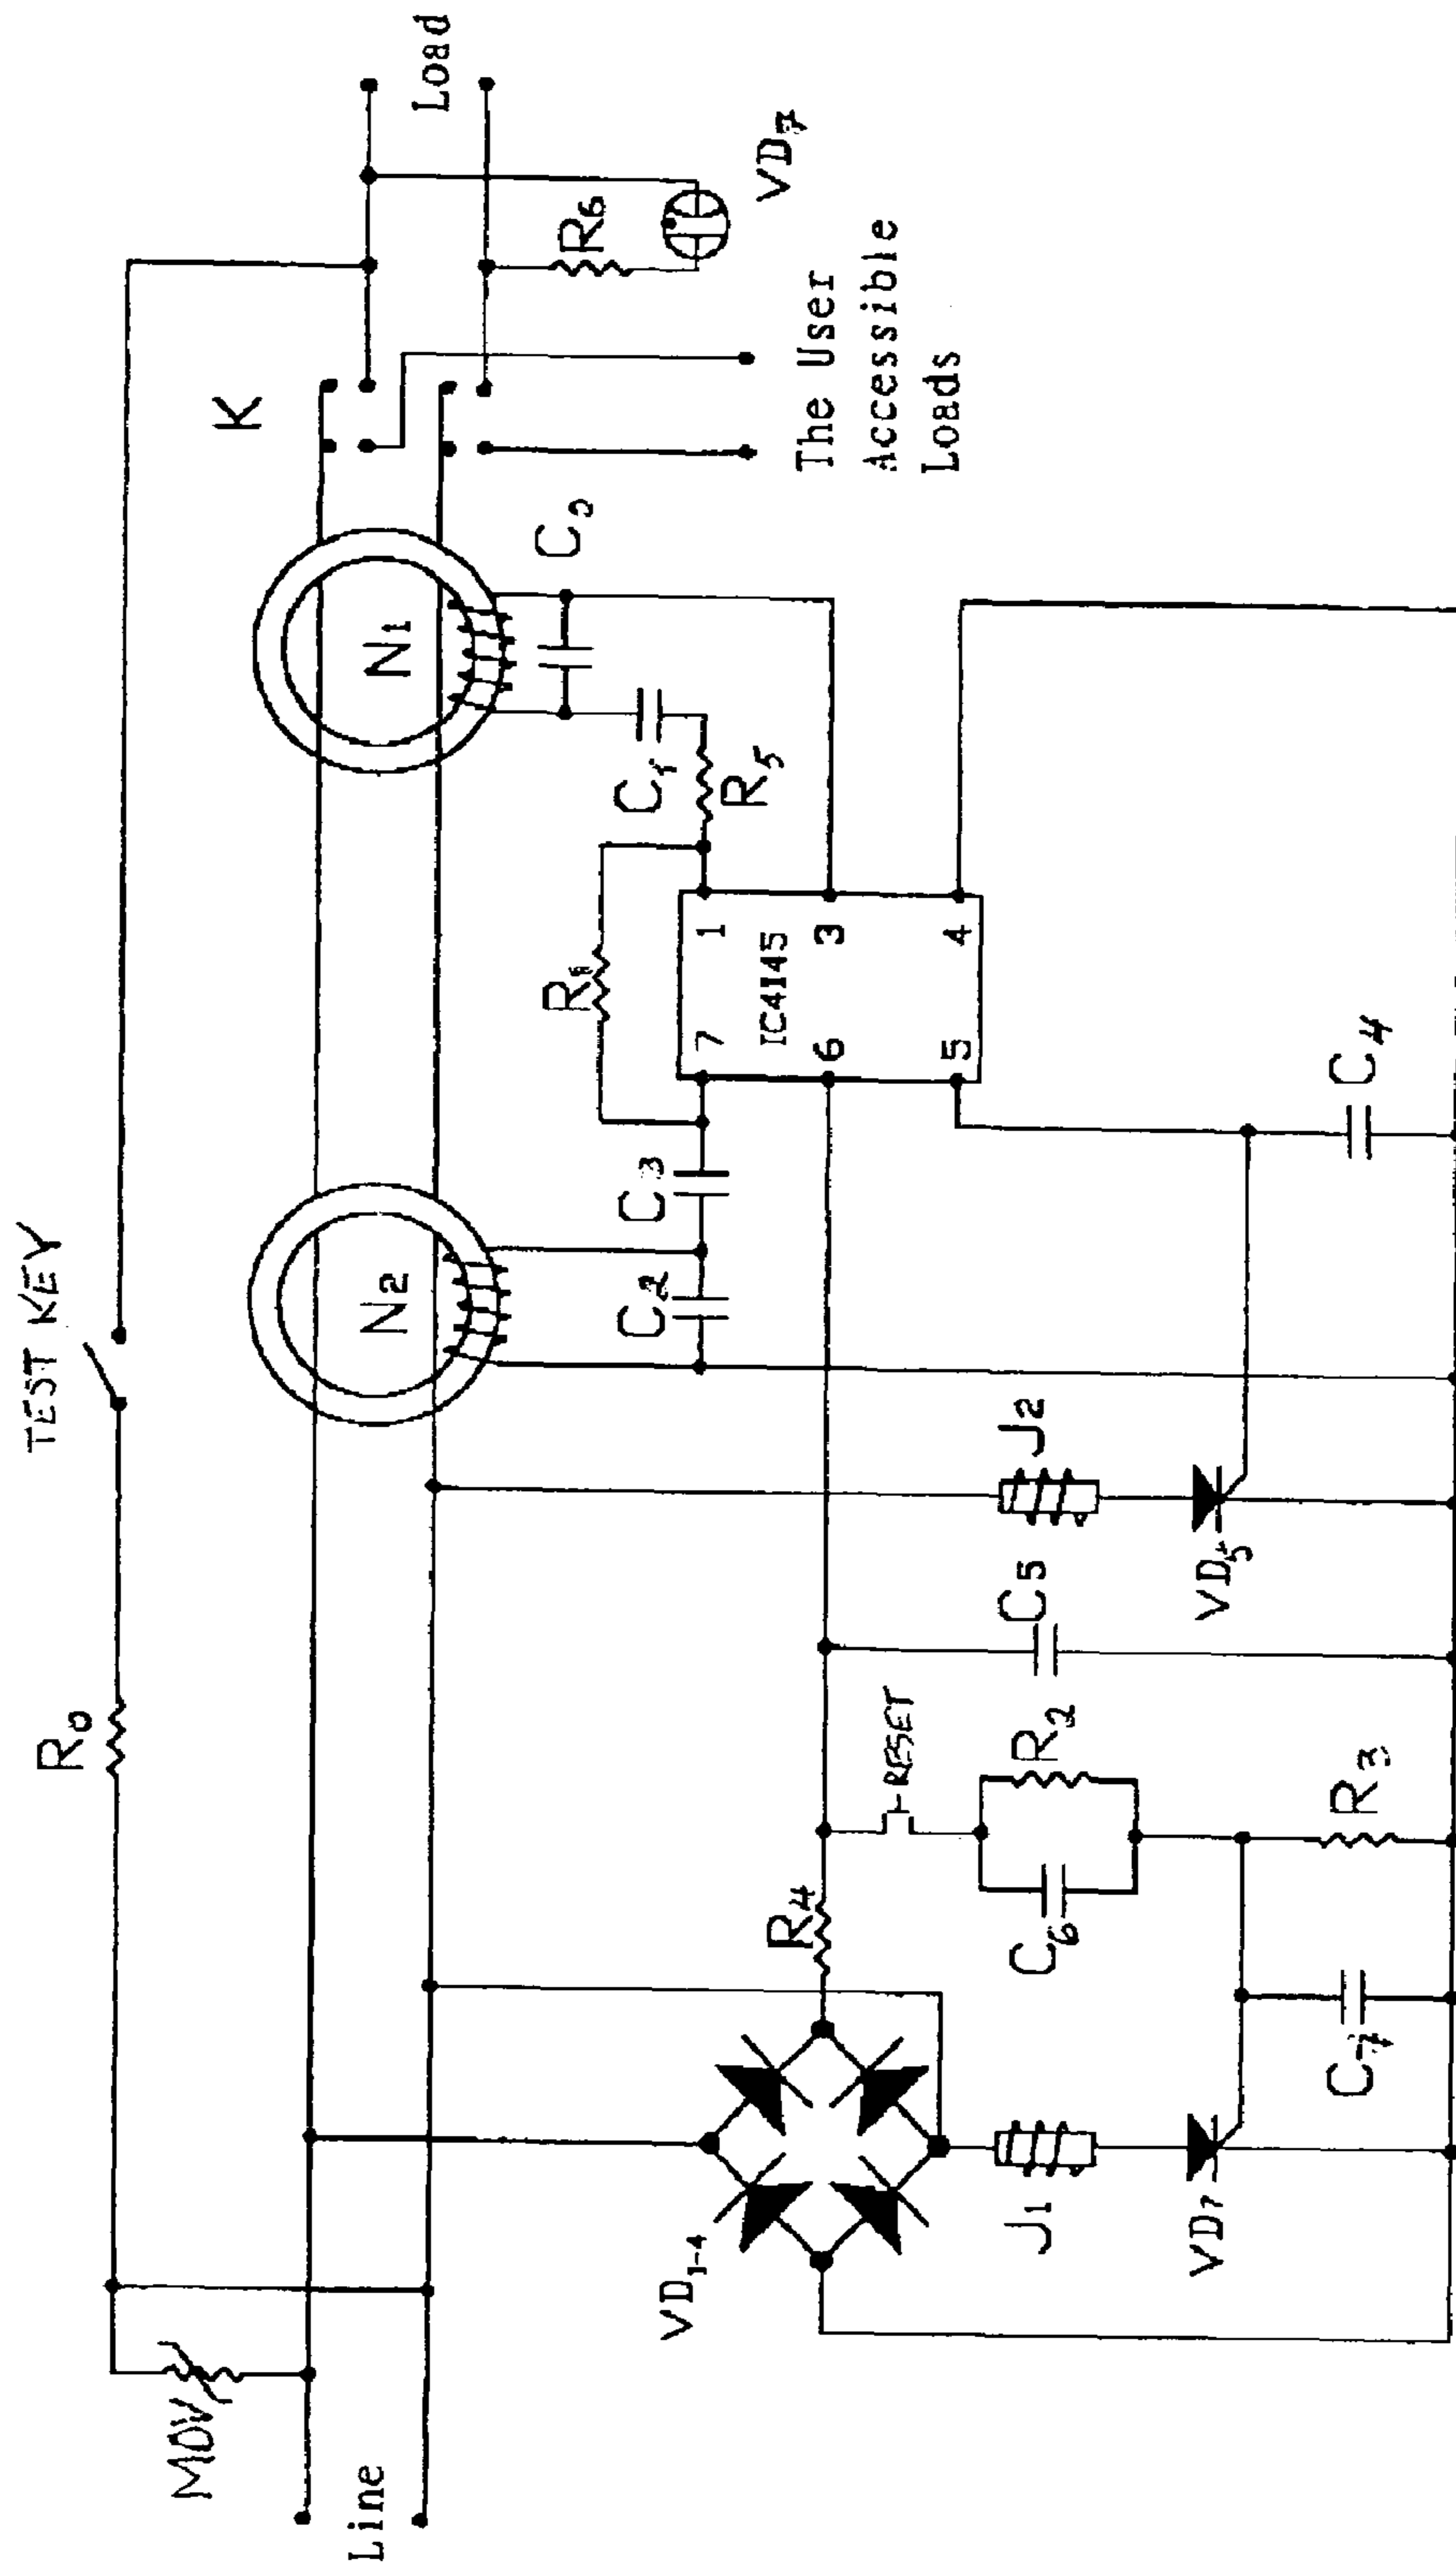 TEST KEY
R0
MOV
Line
K
Load
N2
N1
C0
R6
VD7
The User
Accessible
Loads
C1
R5
R1
C3
C2
7
1
IC4145
6
3
5
4
VD1-4
R4
RESET
C5
J2
J1
C6
R2
VD5
VD7
C7
R3
C4